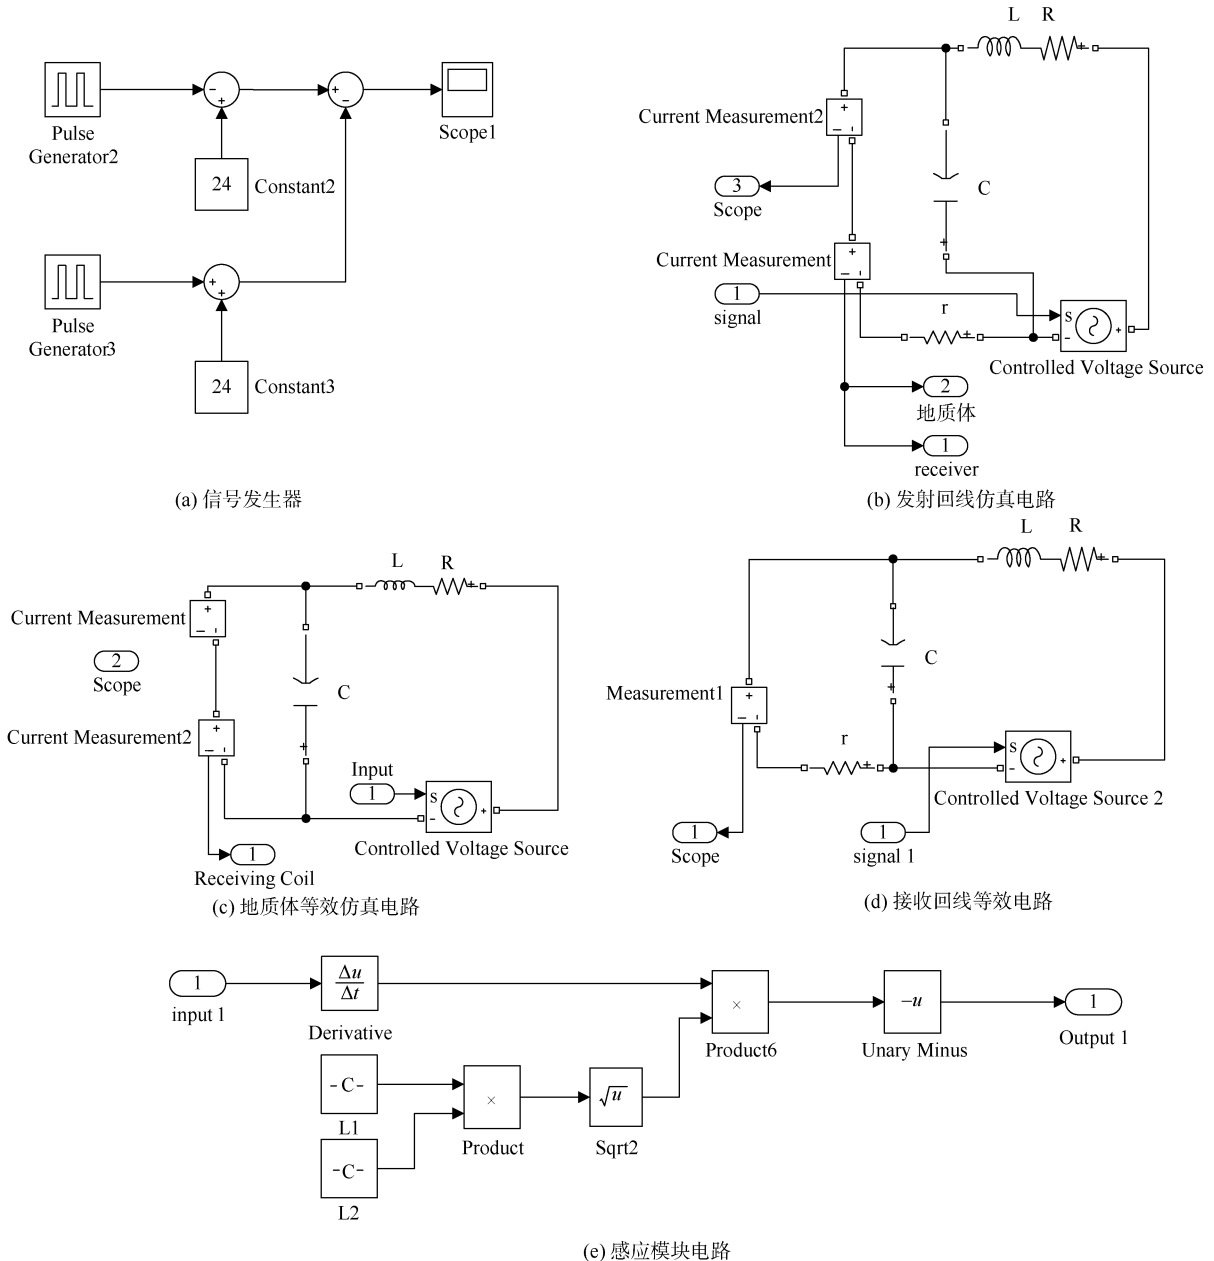 Pulse
Generator2
24
Constant2
Scope1
Pulse
Generator3
24
Constant3
(a) 信号发生器
L R
Current Measurement2
3
Scope
C
Current Measurement
1
signal
r
s
Controlled Voltage Source
2
地质体
1
receiver
(b) 发射回线仿真电路
L R
Current Measurement
2
Scope
C
Current Measurement2
Input
1
s
Controlled Voltage Source
1
Receiving Coil
(c) 地质体等效仿真电路
L R
C
Measurement1
r
s
Controlled Voltage Source 2
1
Scope
1
signal 1
(d) 接收回线等效电路
1
input 1
Δu
Δt
Derivative
×
Product6
-u
Unary Minus
1
Output 1
-C-
L1
-C-
L2
×
Product
√u
Sqrt2
(e) 感应模块电路